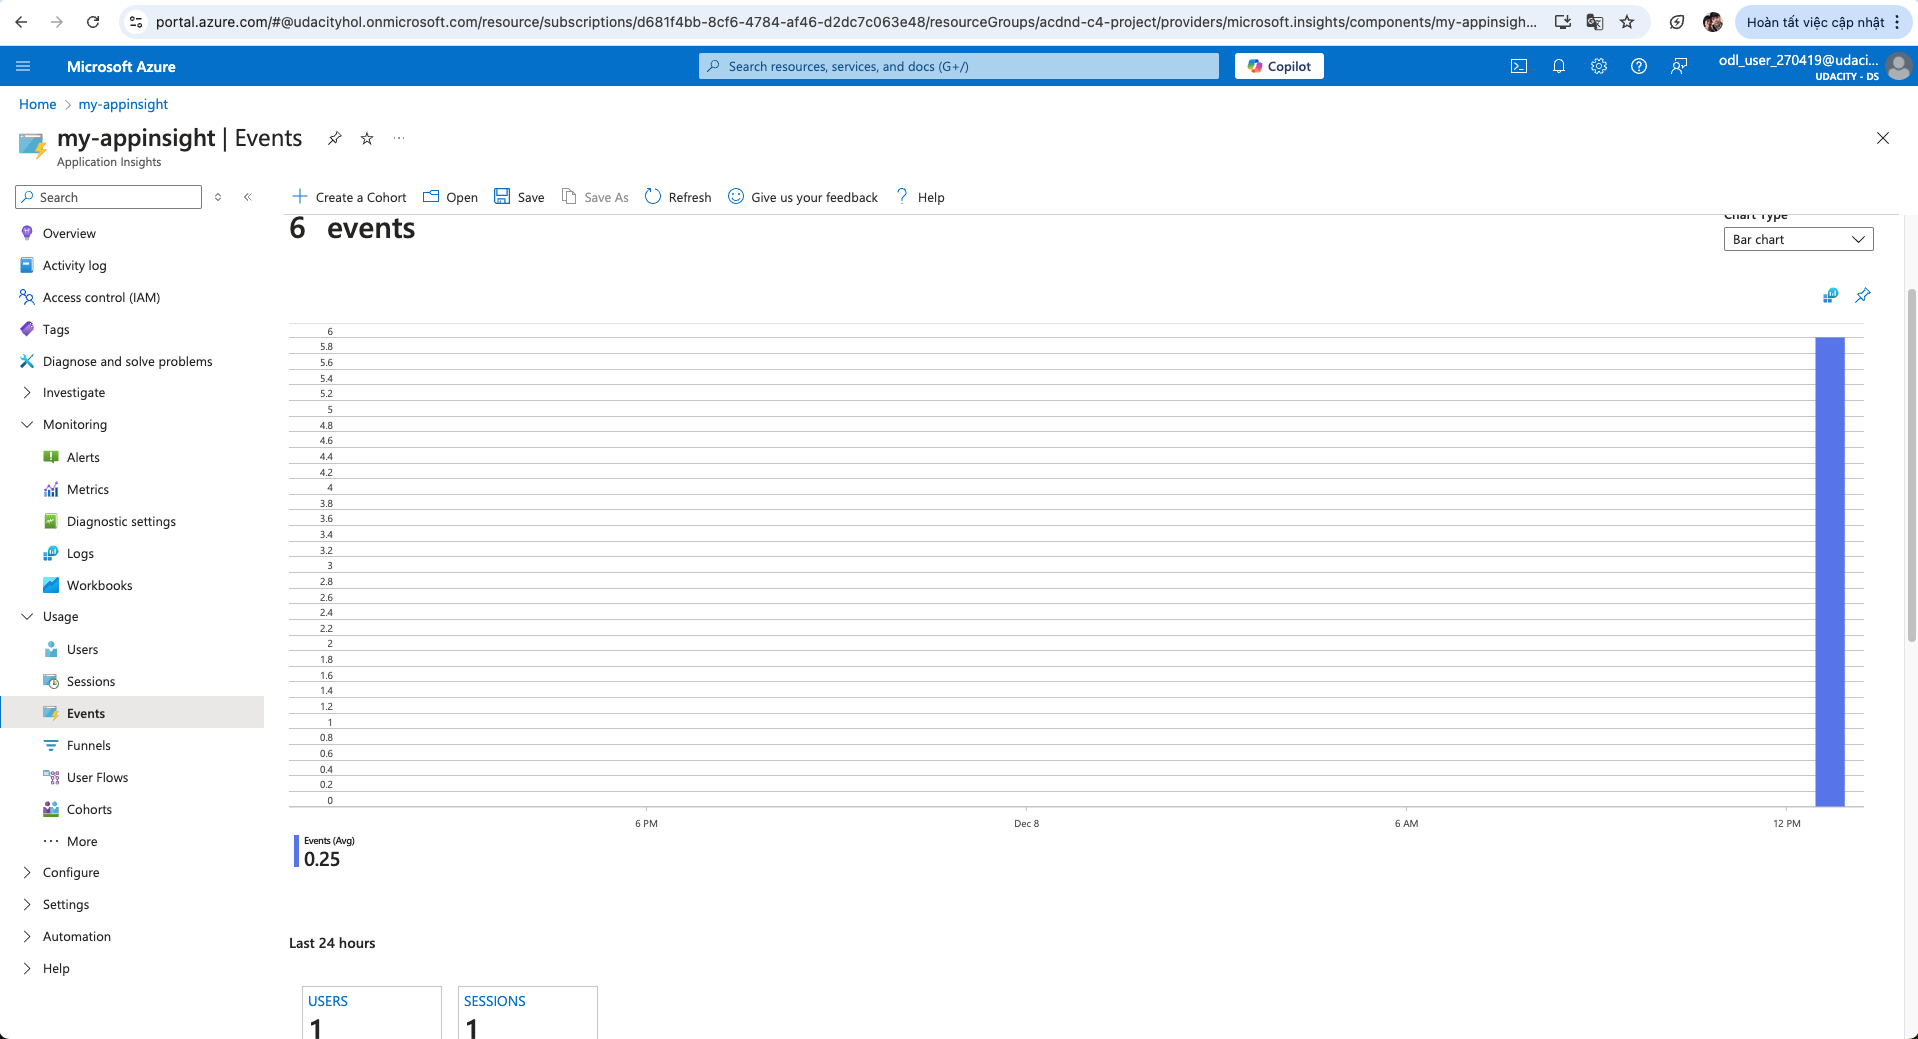 portal.azure.com/#@udacityhol.onmicrosoft.com/resource/subscriptions/d681f4bb-8cf6-4784-af46-d2dc7c063e48/resourceGroups/acdnd-c4-project/providers/microsoft.insights/components/my-appinsigh...
Hoàn tất việc cập nhật
Microsoft Azure
Search resources, services, and docs (G+/)
Copilot
odl_user_270419@udaci...
UDACITY - DS
Home > my-appinsight
my-appinsight | Events
Application Insights
Search
Create a Cohort
Open
Save
Save As
Refresh
Give us your feedback
Help
Overview
Activity log
Access control (IAM)
Tags
Diagnose and solve problems
Investigate
Monitoring
Alerts
Metrics
Diagnostic settings
Logs
Workbooks
Usage
Users
Sessions
Events
Funnels
User Flows
Cohorts
More
Configure
Settings
Automation
Help
6 events
Chart Type
Bar chart
6
5.8
5.6
5.4
5.2
5
4.8
4.6
4.4
4.2
4
3.8
3.6
3.4
3.2
3
2.8
2.6
2.4
2.2
2
1.8
1.6
1.4
1.2
1
0.8
0.6
0.4
0.2
0
6 PM
Dec 8
6 AM
12 PM
Events (Avg)
0.25
Last 24 hours
USERS
1
SESSIONS
1